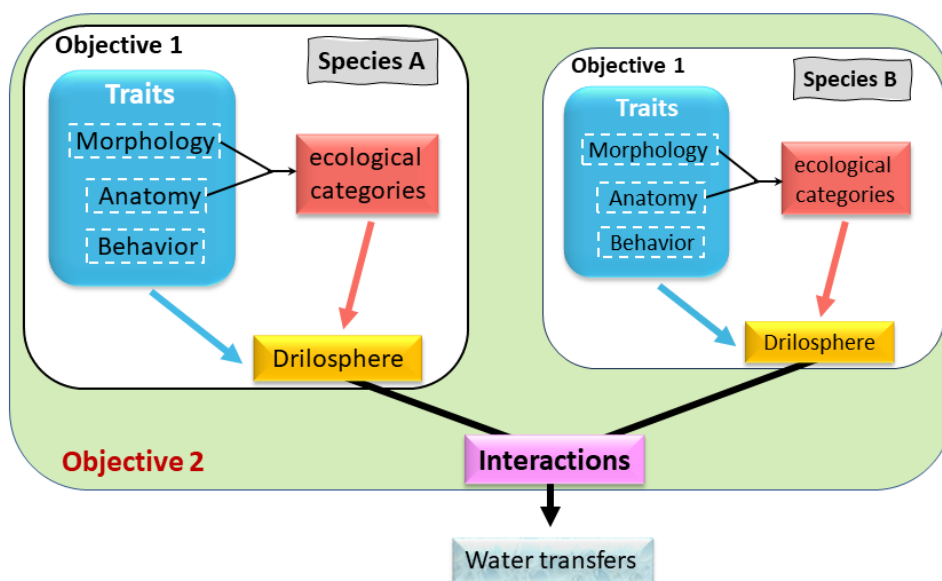 Objective 1
Species A
Traits
Morphology
Anatomy
Behavior
ecological
categories
Drilosphere
Objective 1
Species B
Traits
Morphology
Anatomy
Behavior
ecological
categories
Drilosphere
Objective 2
Interactions
Water transfers